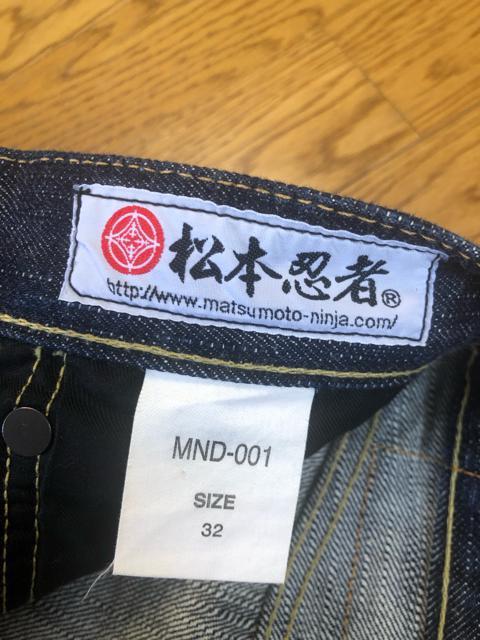 松本忍者®
http://www.matsumoto-ninja.com/
MND-001
SIZE
32